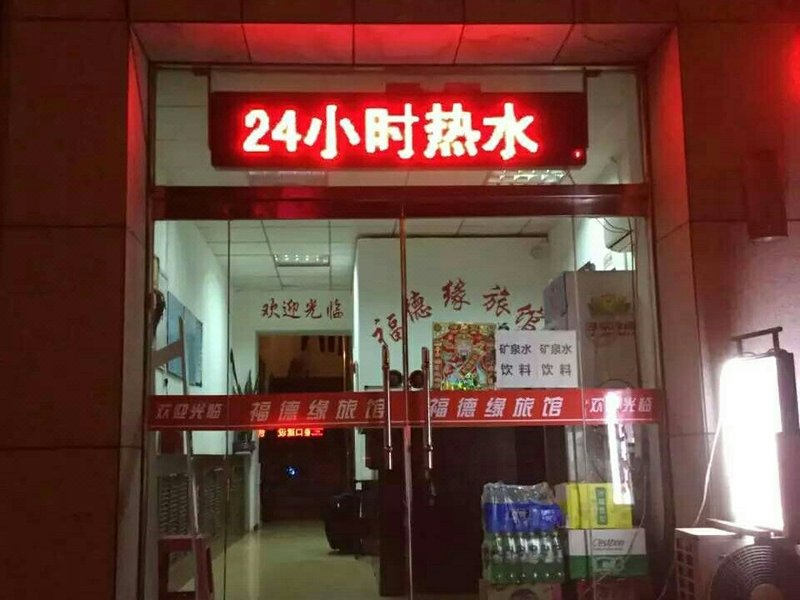 24小时热水
欢迎光临
福德缘旅馆
矿泉水 矿泉水
饮料 饮料
欢迎光临 福德缘旅馆 福德缘旅馆 欢迎光临
C'estbon